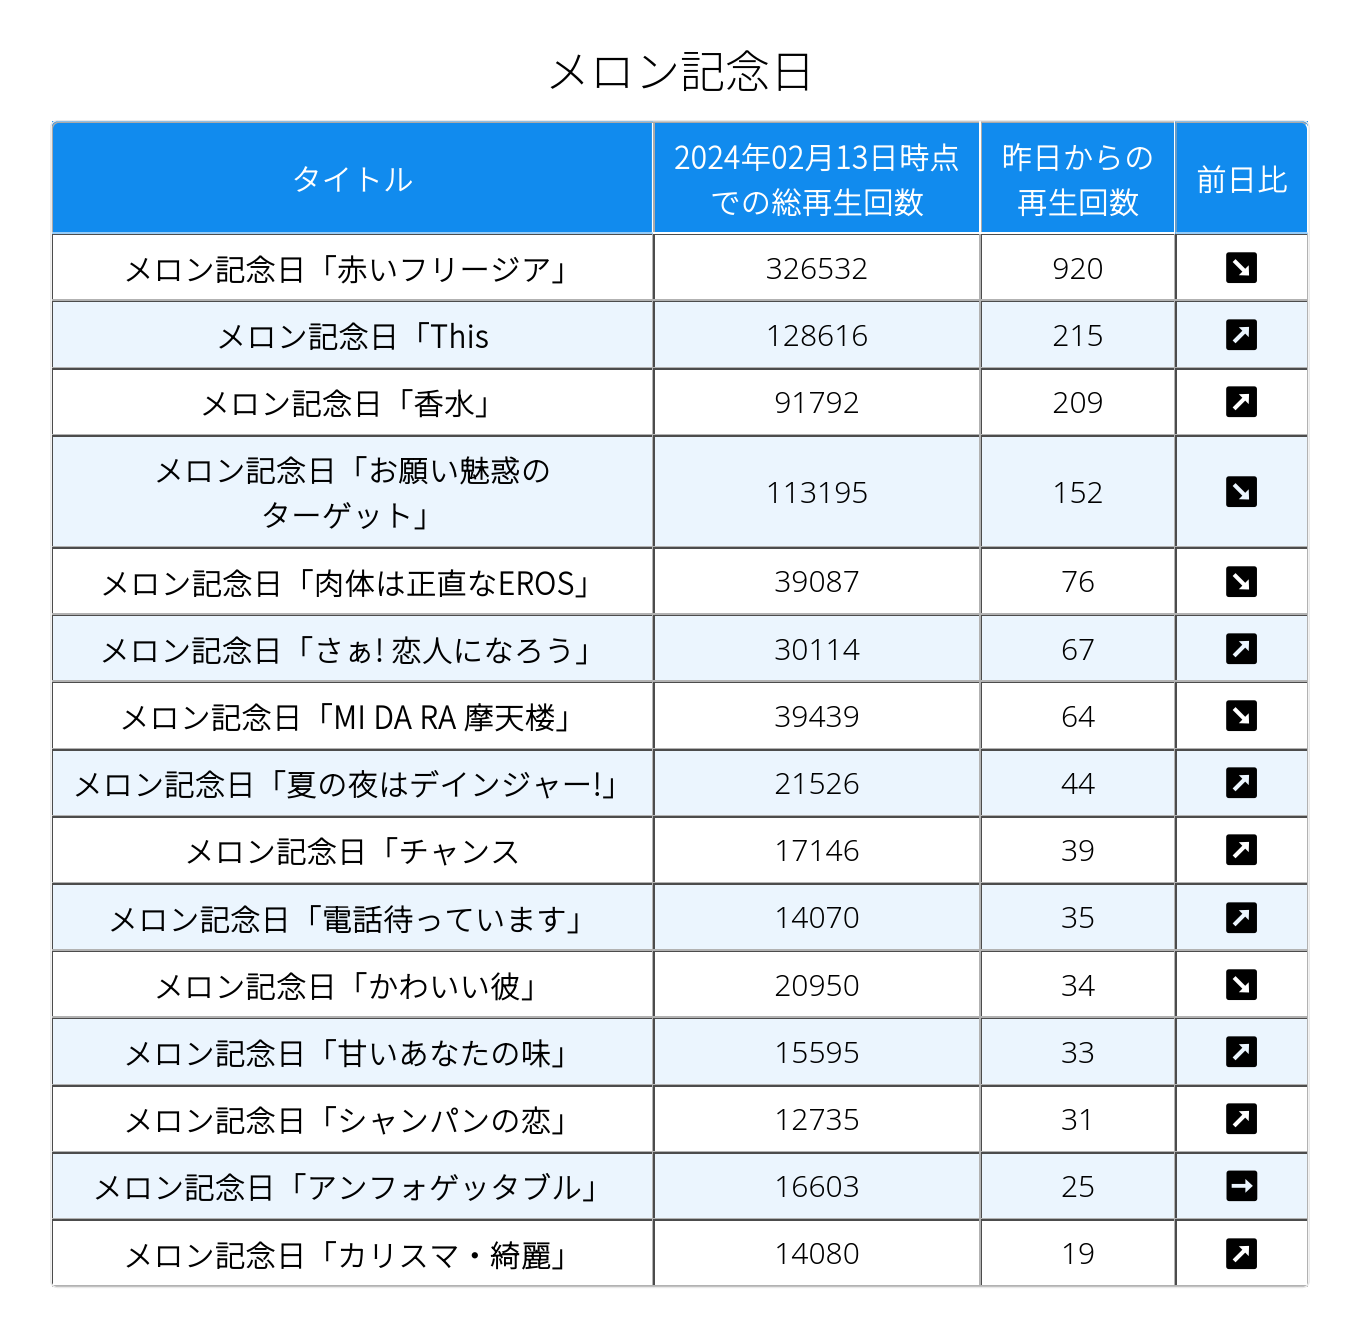 メロン記念日
タイトル
2024年02月13日時点
での総再生回数
昨日からの
再生回数
前日比
メロン記念日「赤いフリージア」 326532 920 ↘
メロン記念日「This 128616 215 ↗
メロン記念日「香水」 91792 209 ↗
メロン記念日「お願い魅惑の
ターゲット」 113195 152 ↘
メロン記念日「肉体は正直なEROS」 39087 76 ↘
メロン記念日「さぁ! 恋人になろう」 30114 67 ↗
メロン記念日「MI DA RA 摩天楼」 39439 64 ↘
メロン記念日「夏の夜はデインジャー!」 21526 44 ↗
メロン記念日「チャンス 17146 39 ↗
メロン記念日「電話待っています」 14070 35 ↗
メロン記念日「かわいい彼」 20950 34 ↘
メロン記念日「甘いあなたの味」 15595 33 ↗
メロン記念日「シャンパンの恋」 12735 31 ↗
メロン記念日「アンフォゲッタブル」 16603 25 →
メロン記念日「カリスマ・綺麗」 14080 19 ↗